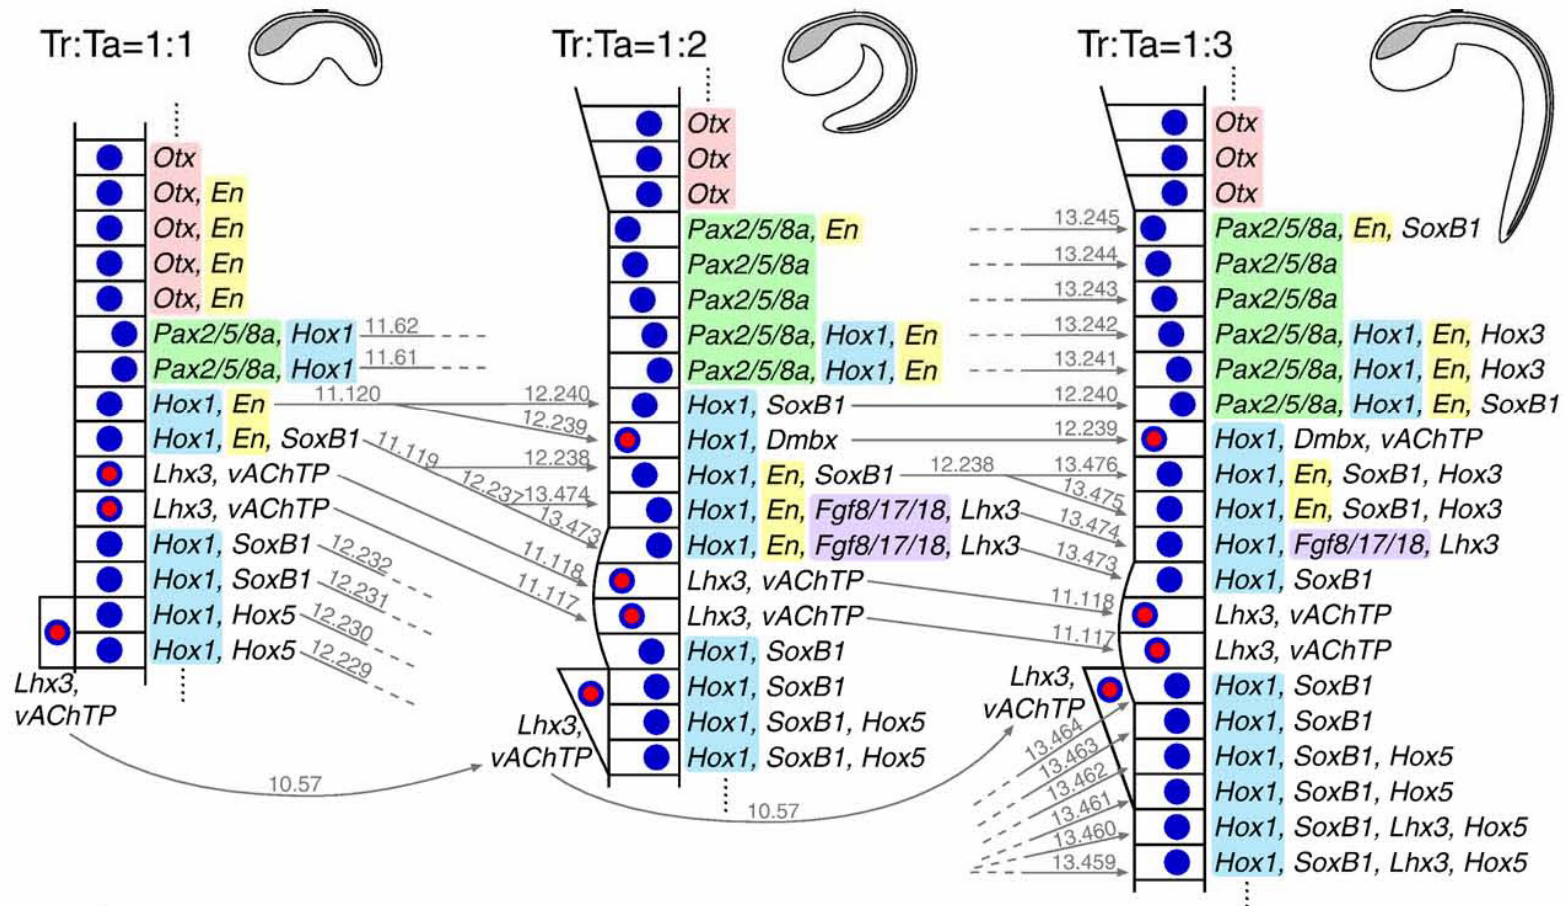 Tr:Ta=1:1
Otx
Otx, En
Otx, En
Otx, En
Otx, En
Pax2/5/8a, Hox1 11.62
Pax2/5/8a, Hox1 11.61
Hox1, En 11.120
Hox1, En, SoxB1 11.119
Lhx3, vAChTP
Lhx3, vAChTP
Hox1, SoxB1 12.232
Hox1, SoxB1 12.231
Hox1, Hox5 12.230
Hox1, Hox5 12.229
Lhx3,
vAChTP
10.57
Tr:Ta=1:2
12.240
12.239
12.238
12.237
13.474
13.473
11.118
11.117
Otx
Otx
Otx
Pax2/5/8a, En
Pax2/5/8a
Pax2/5/8a
Pax2/5/8a, Hox1, En
Pax2/5/8a, Hox1, En
Hox1, SoxB1
Hox1, Dmbx
Hox1, En, SoxB1 12.238
Hox1, En, Fgf8/17/18, Lhx3
Hox1, En, Fgf8/17/18, Lhx3
Lhx3, vAChTP
Lhx3, vAChTP
Hox1, SoxB1
Hox1, SoxB1
Hox1, SoxB1, Hox5
Hox1, SoxB1, Hox5
Lhx3,
vAChTP
10.57
Tr:Ta=1:3
13.245
13.244
13.243
13.242
13.241
12.240
12.239
13.476
13.475
13.474
13.473
11.118
11.117
Lhx3,
vAChTP
13.464
13.463
13.462
13.461
13.460
13.459
Otx
Otx
Otx
Pax2/5/8a, En, SoxB1
Pax2/5/8a
Pax2/5/8a
Pax2/5/8a, Hox1, En, Hox3
Pax2/5/8a, Hox1, En, Hox3
Pax2/5/8a, Hox1, En, SoxB1
Hox1, Dmbx, vAChTP
Hox1, En, SoxB1, Hox3
Hox1, En, SoxB1, Hox3
Hox1, Fgf8/17/18, Lhx3
Hox1, SoxB1
Lhx3, vAChTP
Lhx3, vAChTP
Hox1, SoxB1
Hox1, SoxB1
Hox1, SoxB1, Hox5
Hox1, SoxB1, Hox5
Hox1, SoxB1, Lhx3, Hox5
Hox1, SoxB1, Lhx3, Hox5